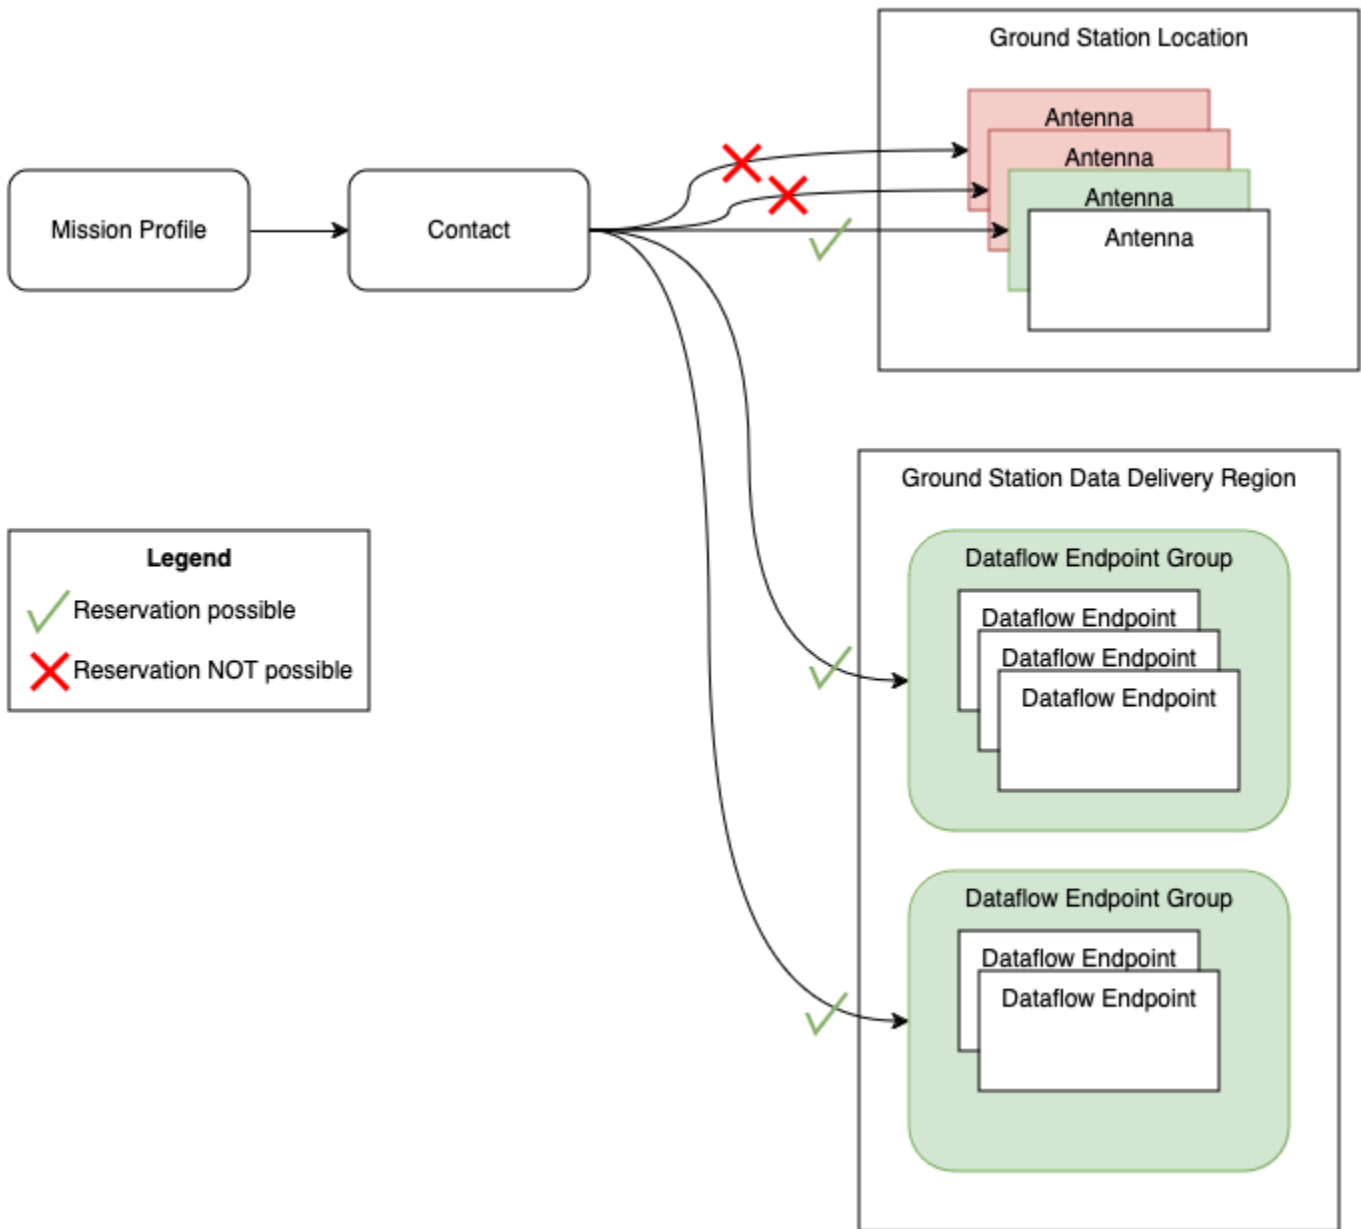 Ground Station Location
Antenna
Antenna
Antenna
Antenna
Mission Profile
Contact
Ground Station Data Delivery Region
Dataflow Endpoint Group
Dataflow Endpoint
Dataflow Endpoint
Dataflow Endpoint
Legend
Reservation possible
Reservation NOT possible
Dataflow Endpoint Group
Dataflow Endpoint
Dataflow Endpoint